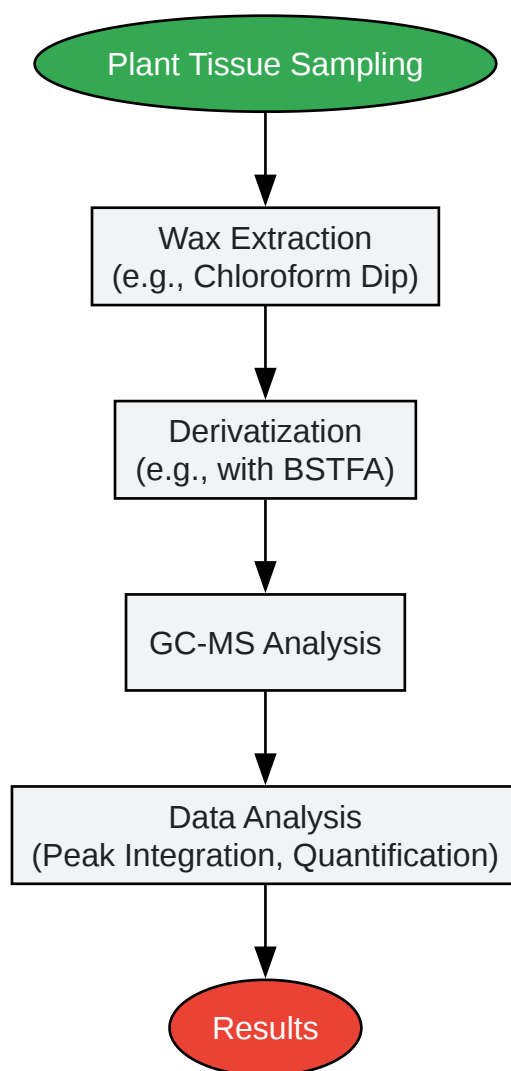 Plant Tissue Sampling
Wax Extraction
(e.g., Chloroform Dip)
Derivatization
(e.g., with BSTFA)
GC-MS Analysis
Data Analysis
(Peak Integration, Quantification)
Results